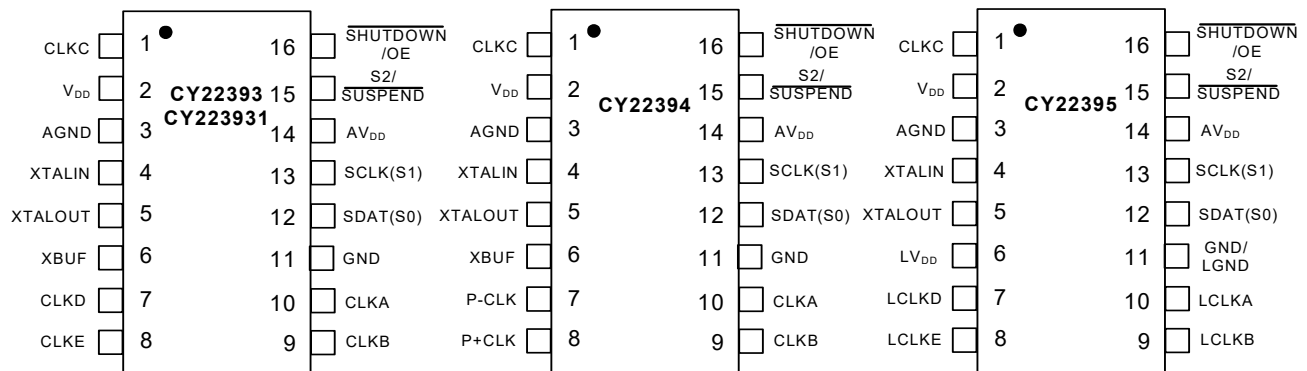 CLKC 1 16 SHUTDOWN
/OE
VDD 2 15 S2/
SUSPEND
CY22393
CY223931
AGND 3 14 AVDD
XTALIN 4 13 SCLK(S1)
XTALOUT 5 12 SDAT(S0)
XBUF 6 11 GND
CLKD 7 10 CLKA
CLKE 8 9 CLKB
CLKC 1 16 SHUTDOWN
/OE
VDD 2 15 S2/
SUSPEND
CY22394
AGND 3 14 AVDD
XTALIN 4 13 SCLK(S1)
XTALOUT 5 12 SDAT(S0)
XBUF 6 11 GND
P-CLK 7 10 CLKA
P+CLK 8 9 CLKB
CLKC 1 16 SHUTDOWN
/OE
VDD 2 15 S2/
SUSPEND
CY22395
AGND 3 14 AVDD
XTALIN 4 13 SCLK(S1)
XTALOUT 5 12 SDAT(S0)
LVDD 6 11 GND/
LGND
LCLKD 7 10 LCLKA
LCLKE 8 9 LCLKB